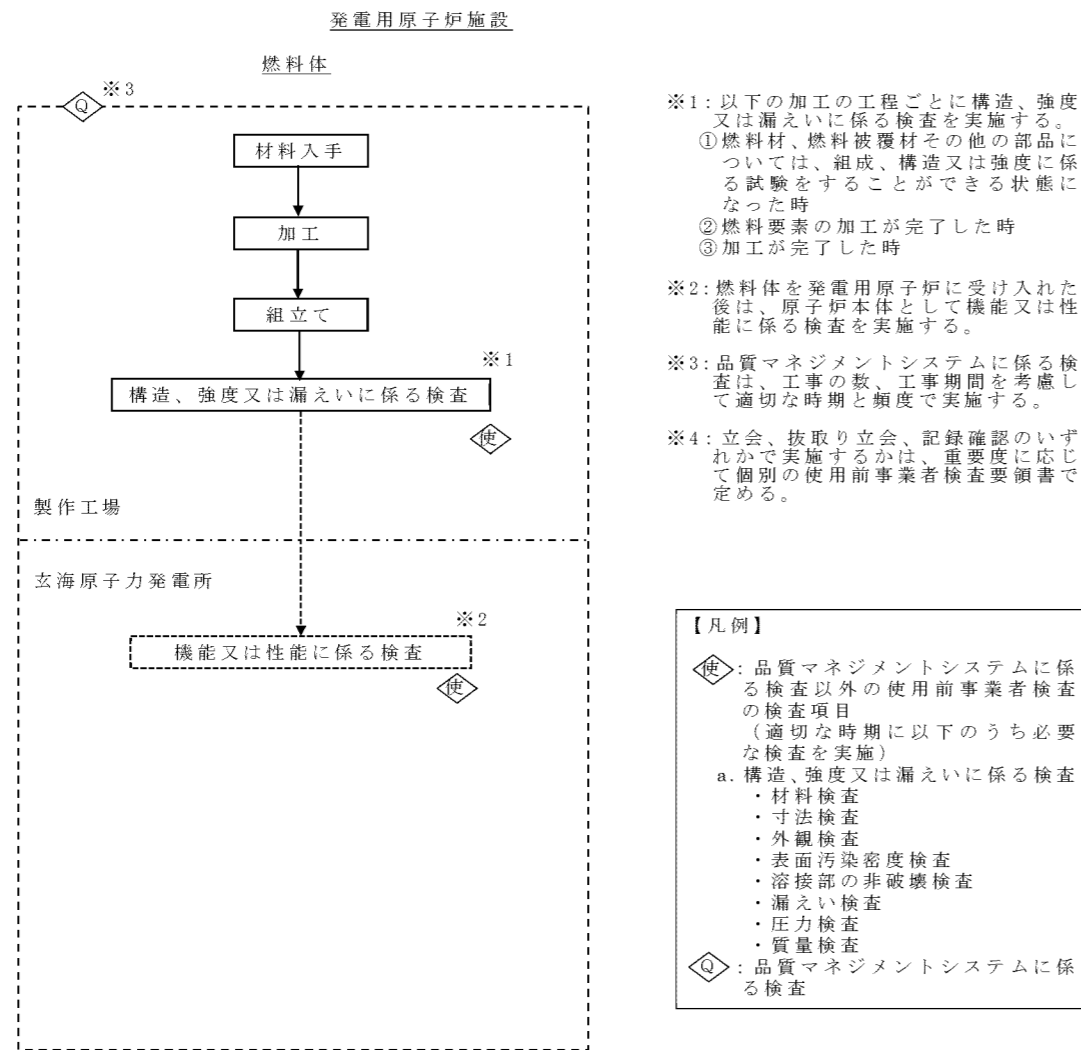 発電用原子炉施設
燃料体
Q
※3
材料入手
加工
組立て
※1
構造、強度又は漏えいに係る検査
使
製作工場
玄海原子力発電所
※2
機能又は性能に係る検査
使
※1:以下の加工の工程ごとに構造、強度
又は漏えいに係る検査を実施する。
①燃料材、燃料被覆材その他の部品に
ついては、組成、構造又は強度に係
る試験をすることができる状態に
なった時
②燃料要素の加工が完了した時
③加工が完了した時
※2:燃料体を発電用原子炉に受け入れた
後は、原子炉本体として機能又は性
能に係る検査を実施する。
※3:品質マネジメントシステムに係る検
査は、工事の数、工事期間を考慮し
て適切な時期と頻度で実施する。
※4:立会、抜取り立会、記録確認のいず
れかで実施するかは、重要度に応じ
て個別の使用前事業者検査要領書で
定める。
【凡例】
使:品質マネジメントシステムに係
る検査以外の使用前事業者検査
の検査項目
(適切な時期に以下のうち必要
な検査を実施)
a.構造、強度又は漏えいに係る検査
・材料検査
・寸法検査
・外観検査
・表面汚染密度検査
・溶接部の非破壊検査
・漏えい検査
・圧力検査
・質量検査
Q:品質マネジメントシステムに係
る検査